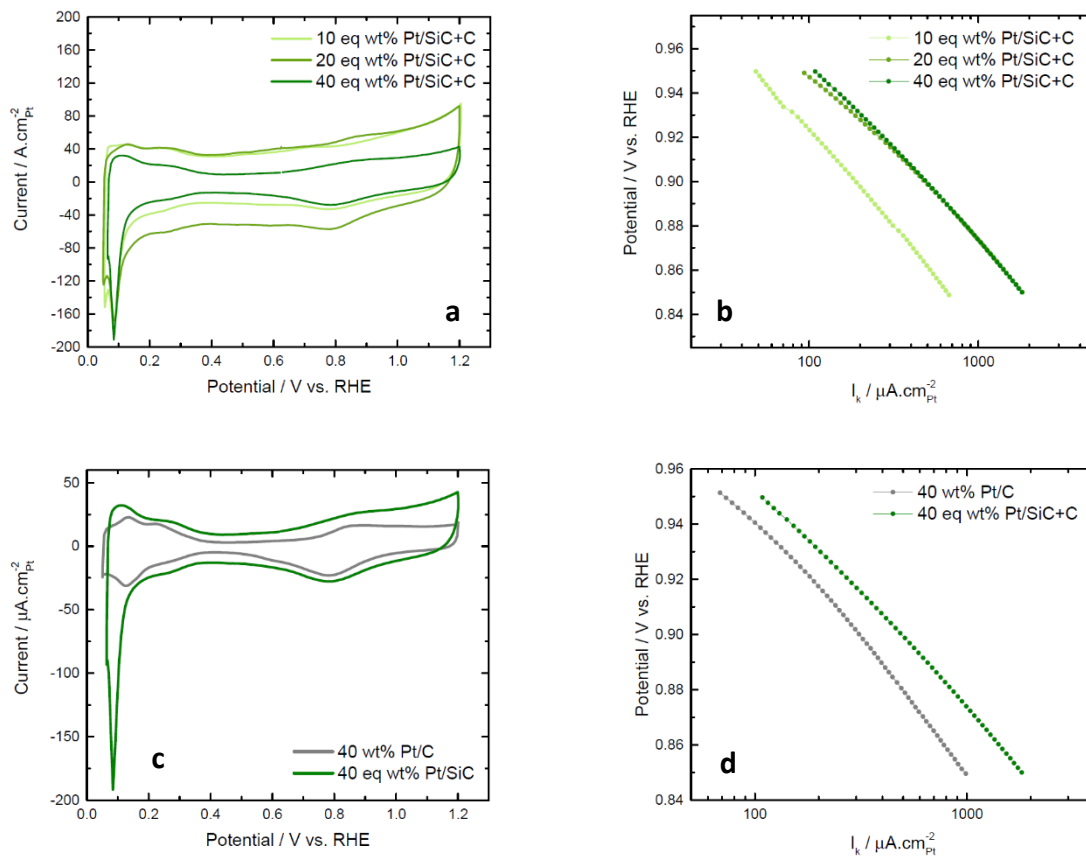 200
160
120
80
40
0
-40
-80
-120
-160
-200
0.0 0.2 0.4 0.6 0.8 1.0 1.2
Current / A.cm⁻²Pt
Potential / V vs. RHE
10 eq wt% Pt/SiC+C
20 eq wt% Pt/SiC+C
40 eq wt% Pt/SiC+C
a
0.96
0.94
0.92
0.90
0.88
0.86
0.84
100 1000
Potential / V vs. RHE
Iₖ / µA.cm⁻²Pt
10 eq wt% Pt/SiC+C
20 eq wt% Pt/SiC+C
40 eq wt% Pt/SiC+C
b
50
0
-50
-100
-150
-200
0.0 0.2 0.4 0.6 0.8 1.0 1.2
Current / µA.cm⁻²Pt
Potential / V vs. RHE
40 wt% Pt/C
40 eq wt% Pt/SiC
c
0.96
0.94
0.92
0.90
0.88
0.86
0.84
100 1000
Potential / V vs. RHE
Iₖ / µA.cm⁻²Pt
40 wt% Pt/C
40 eq wt% Pt/SiC+C
d